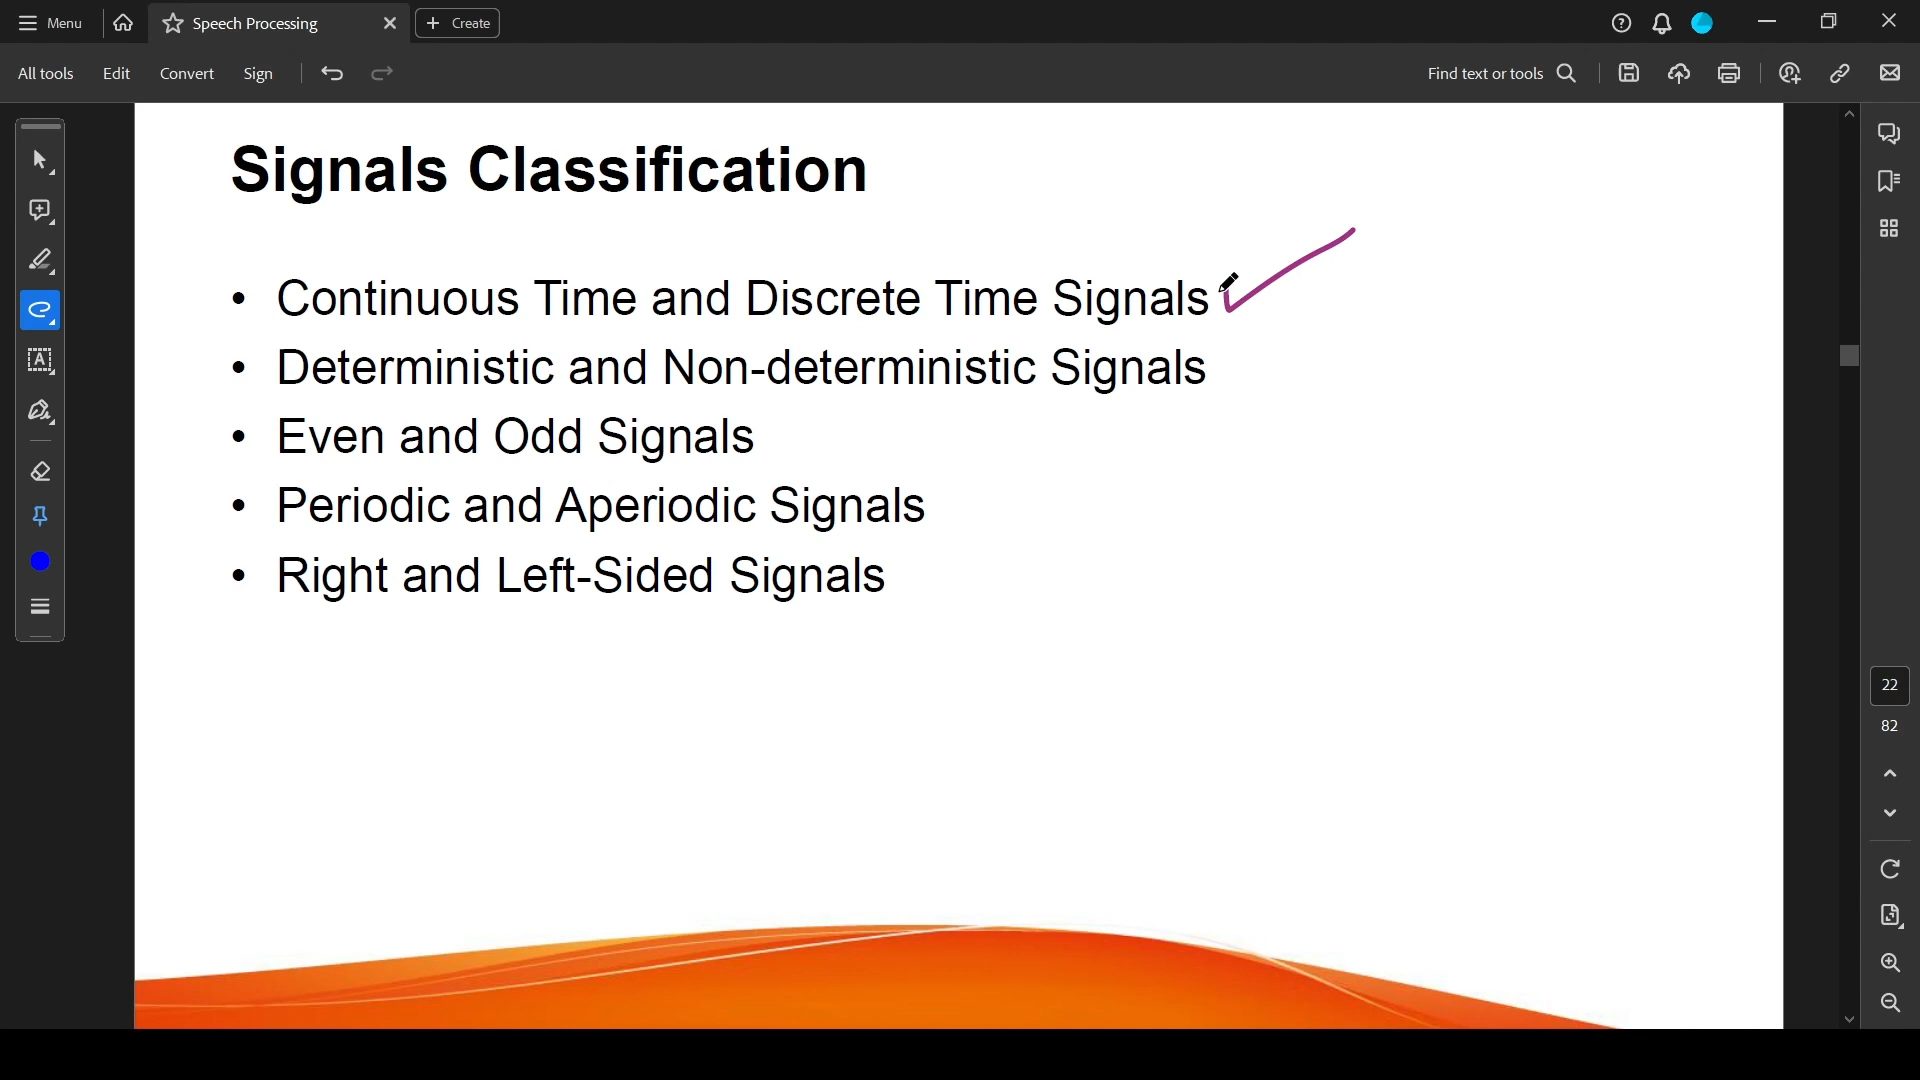 Menu
Speech Processing
Create
All tools
Edit
Convert
Sign
Find text or tools
Signals Classification
• Continuous Time and Discrete Time Signals
• Deterministic and Non-deterministic Signals
• Even and Odd Signals
• Periodic and Aperiodic Signals
• Right and Left-Sided Signals
22
82